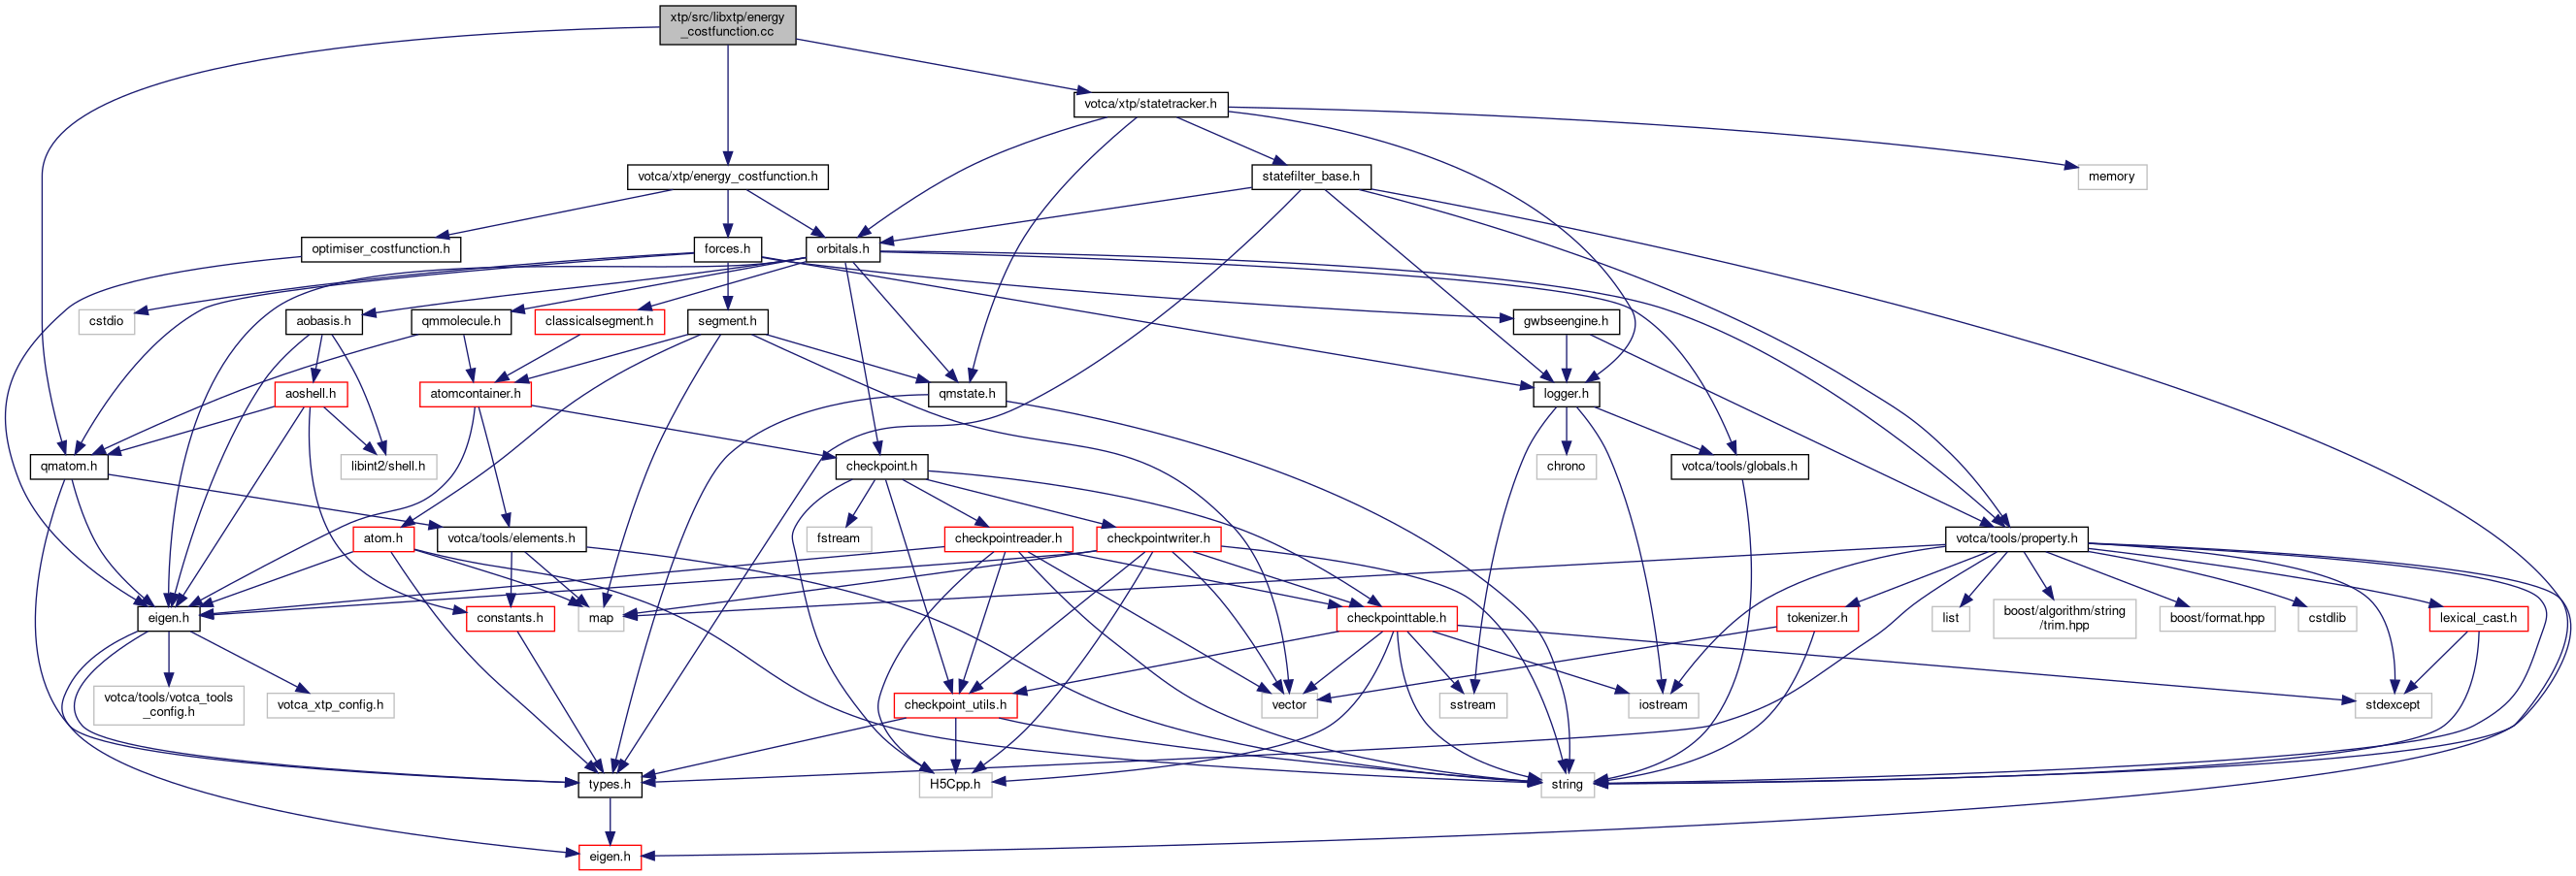 xtp/src/libxtp/energy
_costfunction.cc
votca/xtp/statetracker.h
votca/xtp/energy_costfunction.h
statefilter_base.h
memory
optimiser_costfunction.h
forces.h
orbitals.h
cstdio
aobasis.h
qmmolecule.h
classicalsegment.h
segment.h
gwbseengine.h
aoshell.h
atomcontainer.h
qmstate.h
logger.h
qmatom.h
libint2/shell.h
checkpoint.h
chrono
votca/tools/globals.h
atom.h
votca/tools/elements.h
fstream
checkpointreader.h
checkpointwriter.h
votca/tools/property.h
eigen.h
constants.h
map
checkpointtable.h
tokenizer.h
list
boost/algorithm/string
/trim.hpp
boost/format.hpp
cstdlib
lexical_cast.h
votca/tools/votca_tools
_config.h
votca_xtp_config.h
checkpoint_utils.h
vector
sstream
iostream
stdexcept
types.h
H5Cpp.h
string
eigen.h